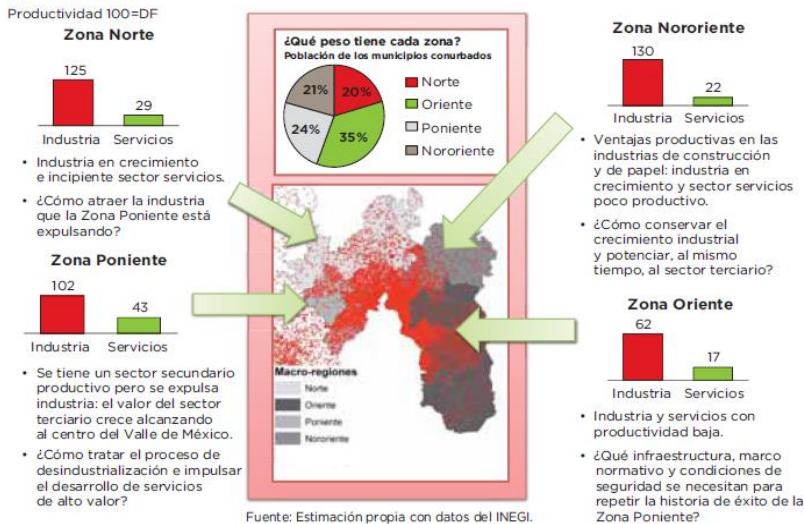 Productividad 100=DF
Zona Norte
125
29
Industria Servicios
• Industria en crecimiento
e incipiente sector servicios.
• ¿Cómo atraer la industria
que la Zona Poniente está
expulsando?
Zona Poniente
102
43
Industria Servicios
• Se tiene un sector secundario
productivo pero se expulsa
industria: el valor del sector
terciario crece alcanzando
al centro del Valle de México.
• ¿Cómo tratar el proceso de
desindustrialización e impulsar
el desarrollo de servicios
de alto valor?
¿Qué peso tiene cada zona?
Población de los municipios conurbados
21% 20%
24% 35%
Norte
Oriente
Poniente
Nororiente
Macro-regiones
Norte
Oriente
Poniente
Nororiente
Fuente: Estimación propia con datos del INEGI.
Zona Nororiente
130
22
Industria Servicios
• Ventajas productivas en las
industrias de construcción
y de papel: industria en
crecimiento y sector servicios
poco productivo.
• ¿Cómo conservar el
crecimiento industrial
y potenciar, al mismo
tiempo, al sector terciario?
Zona Oriente
62
17
Industria Servicios
• Industria y servicios con
productividad baja.
• ¿Qué infraestructura, marco
normativo y condiciones de
seguridad se necesitan para
repetir la historia de éxito de la
Zona Poniente?